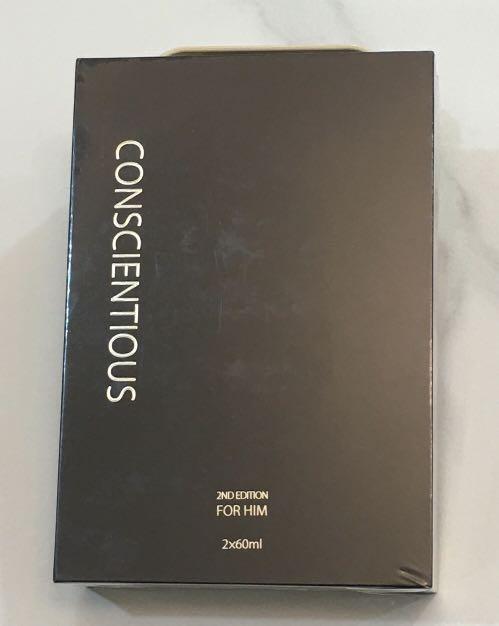 CONSCIENTIOUS
2ND EDITION
FOR HIM
2x60ml